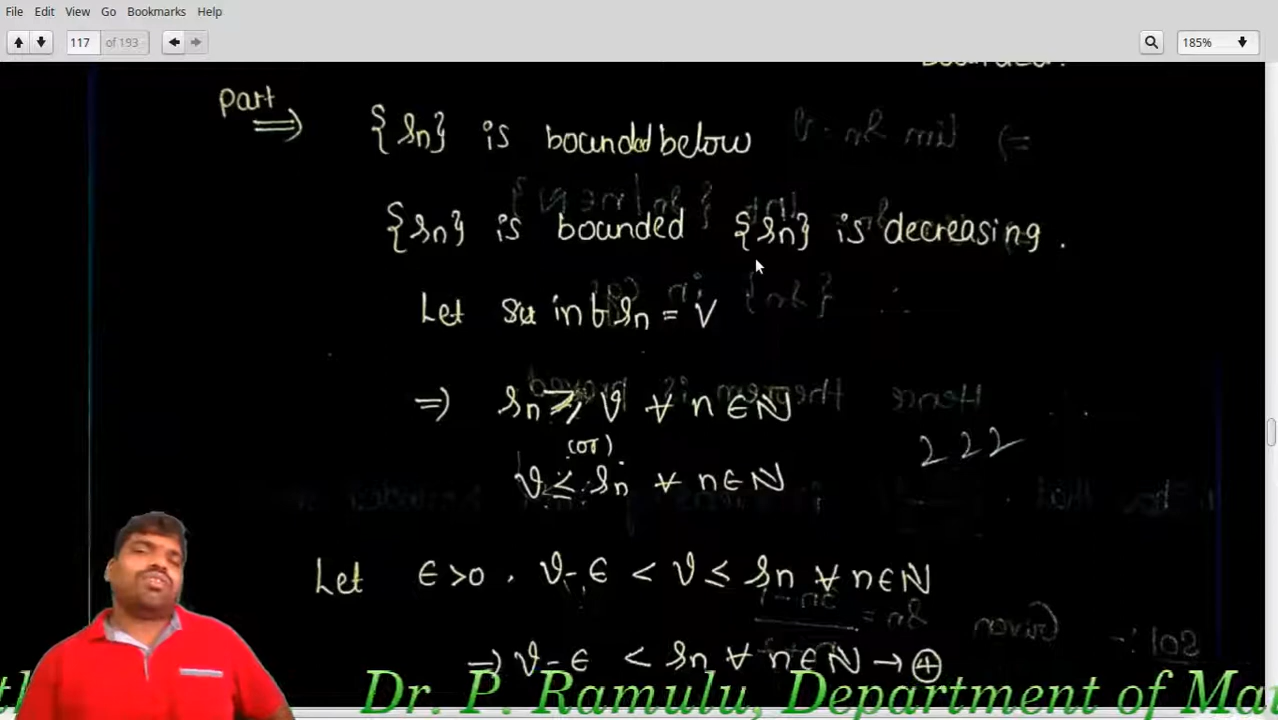 File Edit View Go Bookmarks Help
117 of 193 185%
Part
⇒ {sn} is bounded below
{sn} is bounded {sn} is decreasing.
Let inf sn = v
⇒ sn ≥ v ∀ n ∈ N
(or)
v ≤ sn ∀ n ∈ N
222
Let ϵ>0, v-ϵ < v ≤ sn ∀ n ∈ N
⇒ v-ϵ < sn ∀ n ∈ N → ⊕
Dr. P. Ramulu, Department of Ma